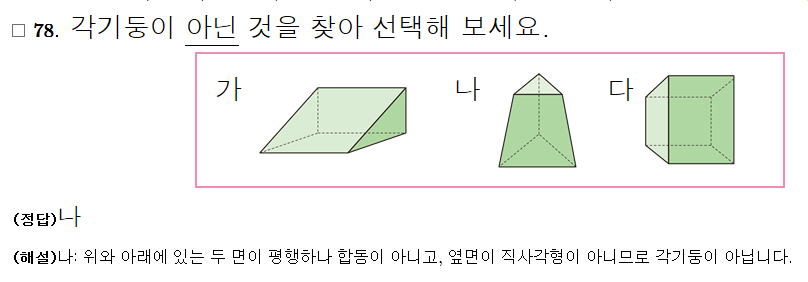 □ 78. 각기둥이 아닌 것을 찾아 선택해 보세요.
가 나 다
(정답)나
(해설)나: 위와 아래에 있는 두 면이 평행하나 합동이 아니고, 옆면이 직사각형이 아니므로 각기둥이 아닙니다.